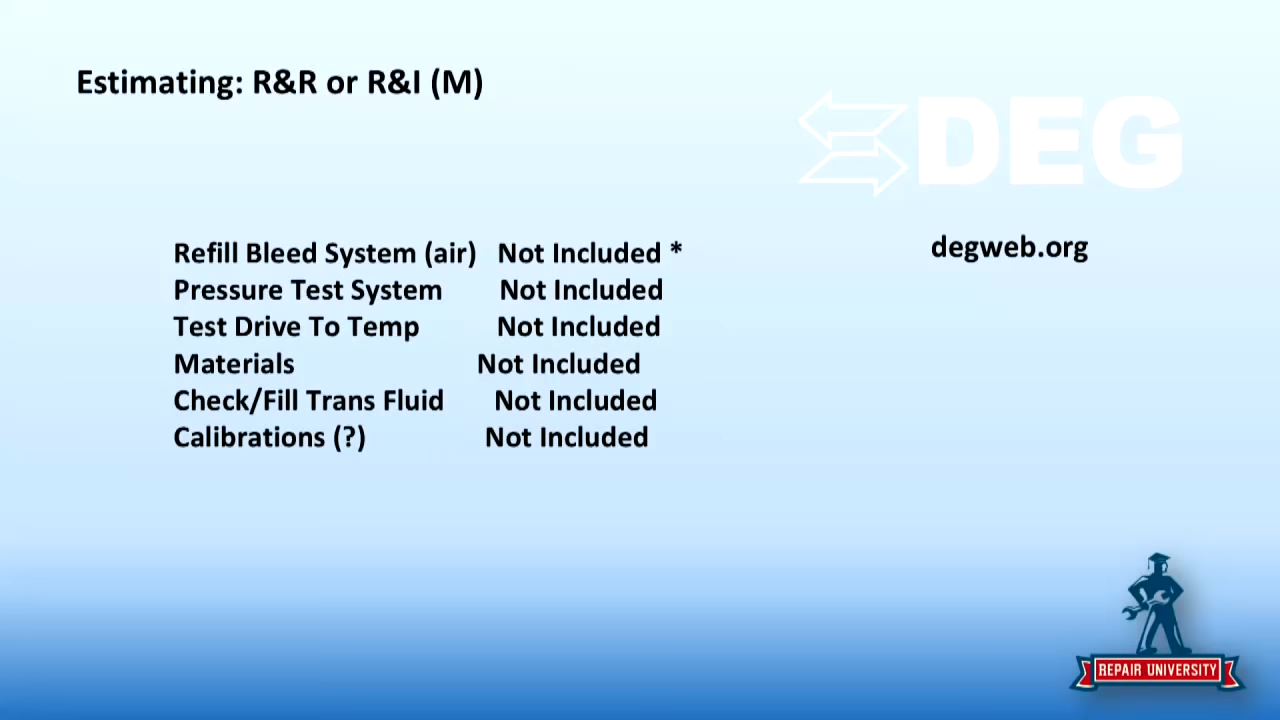 Estimating: R&R or R&I (M)
DEG
degweb.org
Refill Bleed System (air) Not Included *
Pressure Test System Not Included
Test Drive To Temp Not Included
Materials Not Included
Check/Fill Trans Fluid Not Included
Calibrations (?) Not Included
REPAIR UNIVERSITY